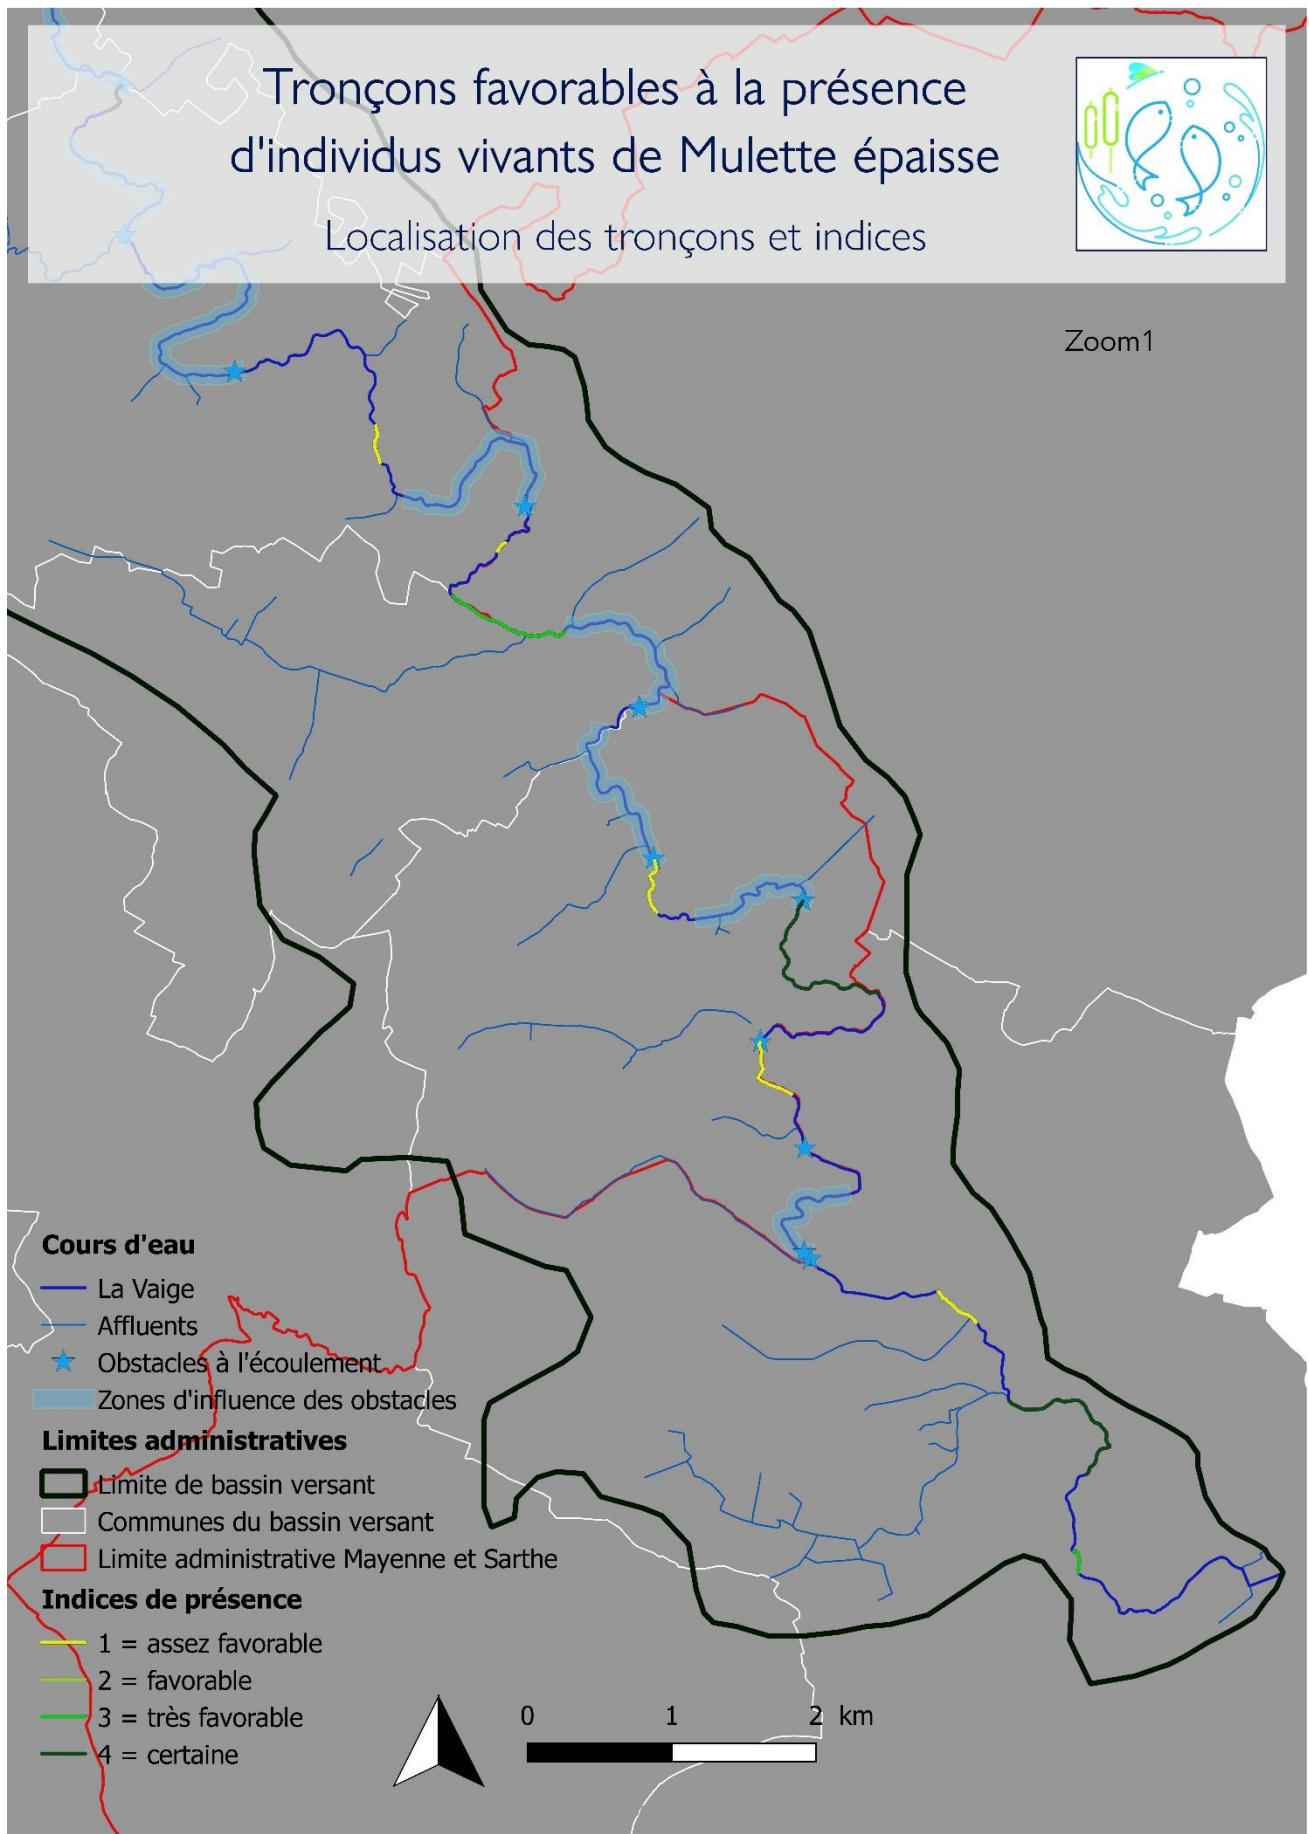 Tronçons favorables à la présence
d'individus vivants de Mulette épaisse
Localisation des tronçons et indices
Zoom1
Cours d'eau
La Vaige
Affluents
Obstacles à l'écoulement
Zones d'influence des obstacles
Limites administratives
Limite de bassin versant
Communes du bassin versant
Limite administrative Mayenne et Sarthe
Indices de présence
1 = assez favorable
2 = favorable
3 = très favorable
4 = certaine
0 1 2 km